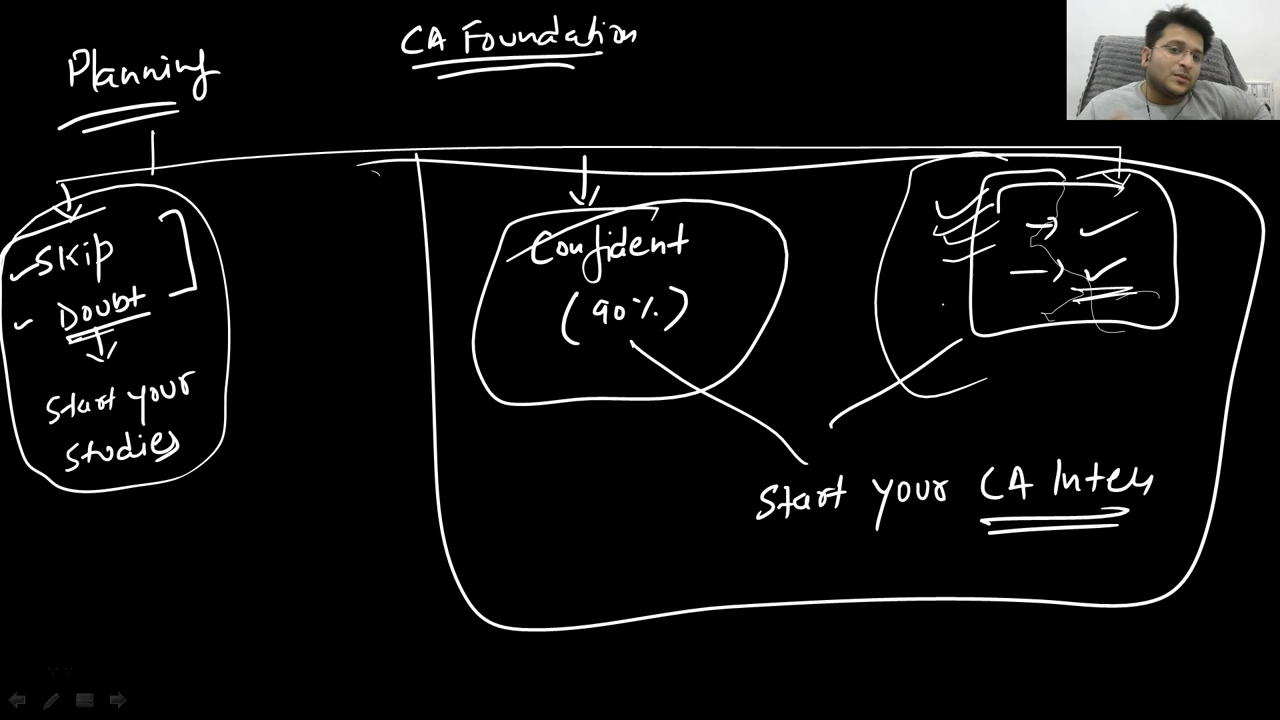 CA Foundation
Planning
Skip
Doubt
Start your
studies
Confident
(90%)
Start your CA Inter